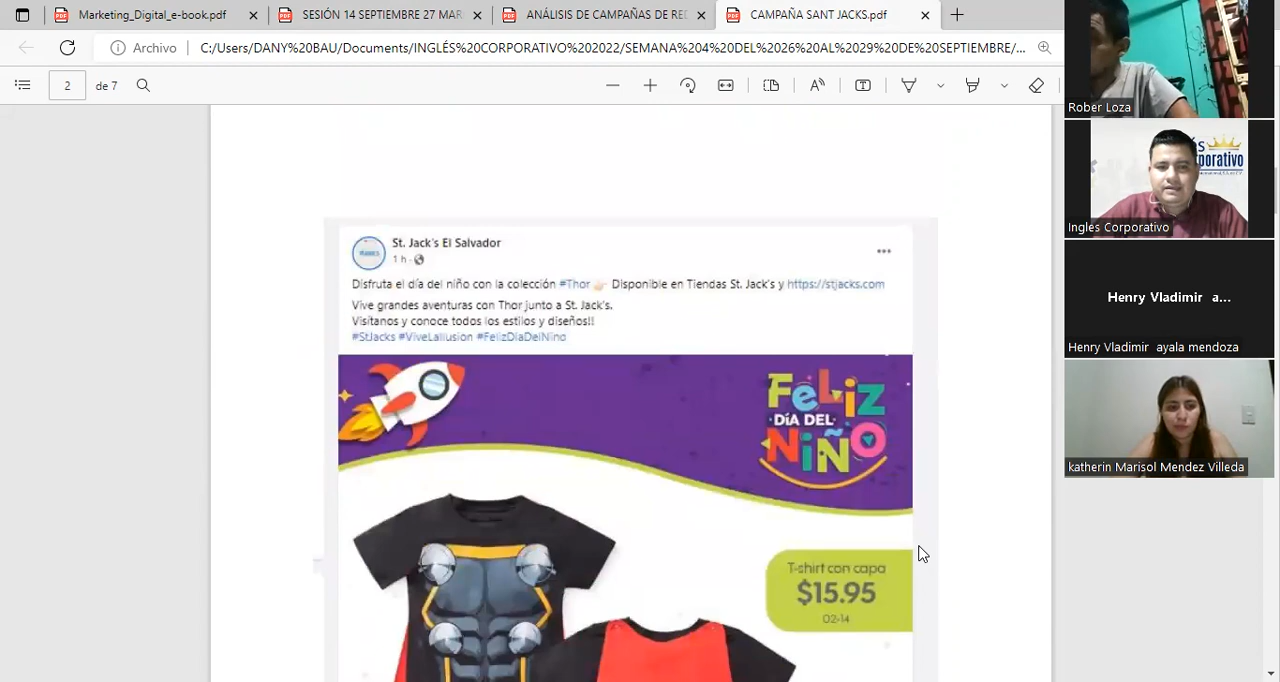 Marketing_Digital_e-book.pdf
SESIÓN 14 SEPTIEMBRE 27 MAR
ANÁLISIS DE CAMPAÑAS DE RE
CAMPAÑA SANT JACKS.pdf
Archivo
C:/Users/DANY%20BAU/Documents/INGLÉS%20CORPORATIVO%202022/SEMANA%204%20DEL%2026%20AL%2029%20DE%20SEPTIEMBRE/...
2 de 7
St. Jack's El Salvador
1 h
Disfruta el día del niño con la colección #Thor 👉 Disponible en Tiendas St. Jack's y https://stjacks.com
Vive grandes aventuras con Thor junto a St. Jack's.
Visítanos y conoce todos los estilos y diseños!!
#StJacks #ViveLaIlusion #FelizDiaDelNino
FeLiZ
DÍA DEL
NIÑO
T-shirt con capa
$15.95
02-14
Rober Loza
porativo
Inglés Corporativo
Henry Vladimir a...
Henry Vladimir ayala mendoza
katherin Marisol Mendez Villeda